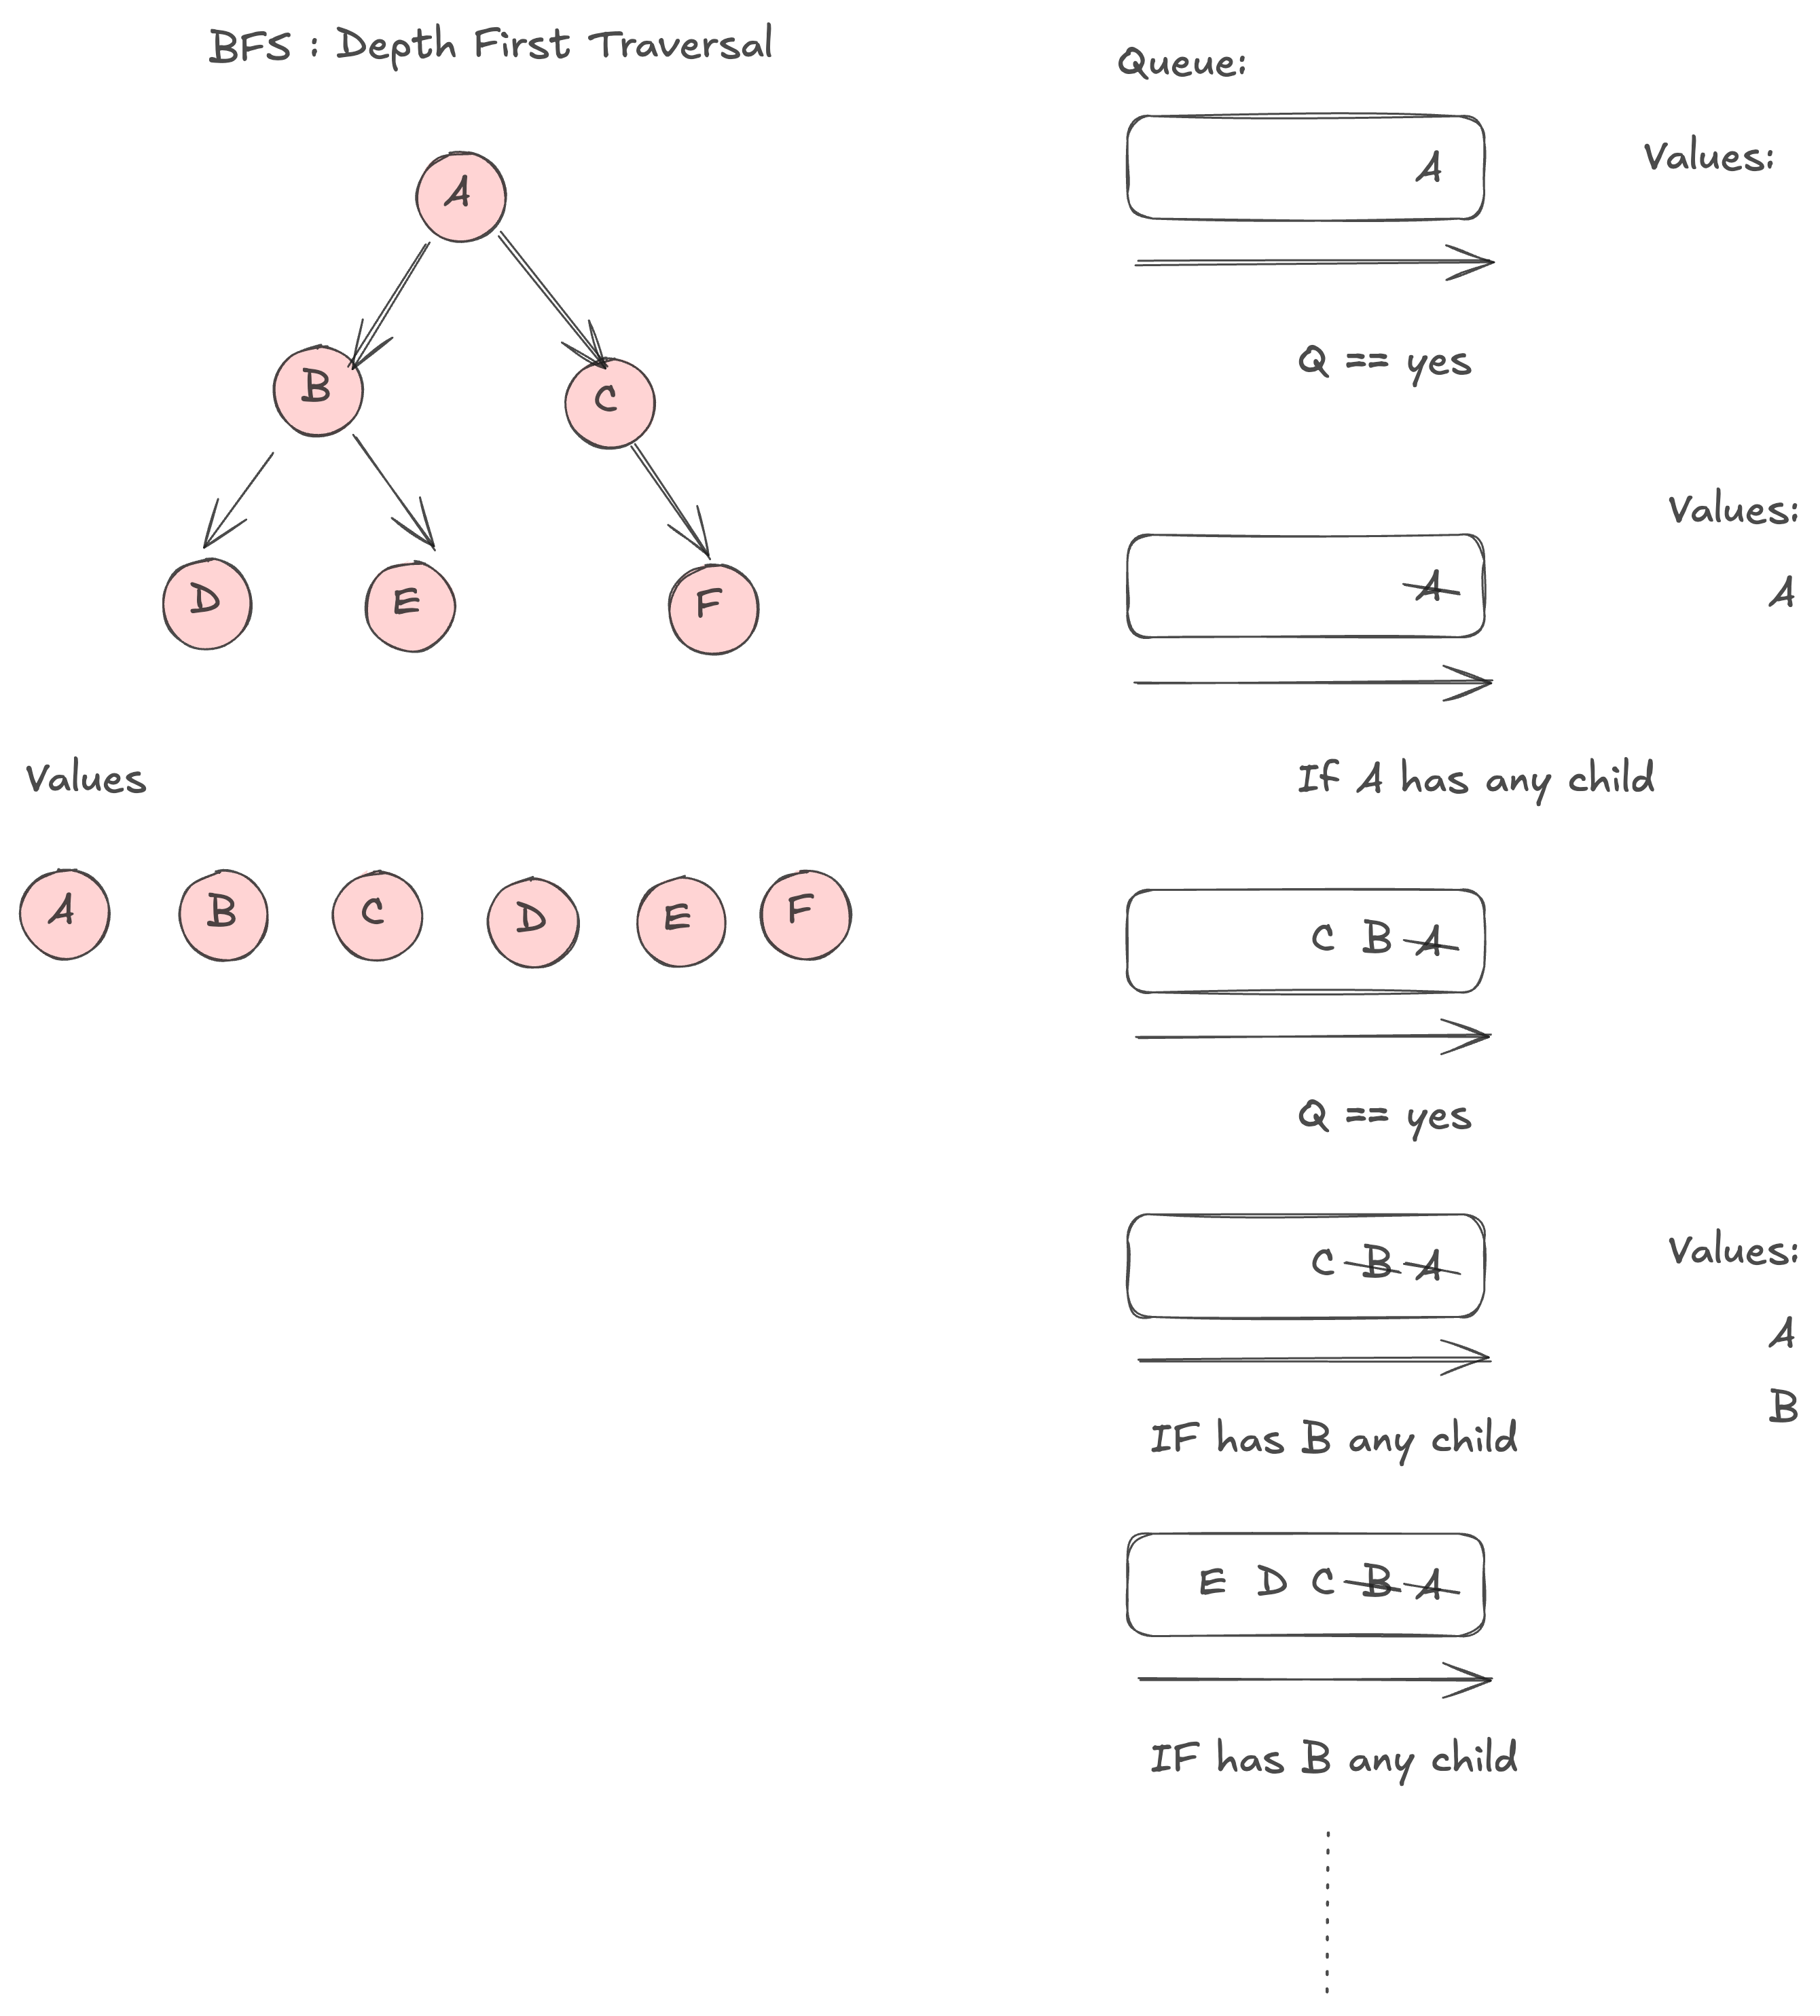 BFS : Depth First Traversal
A
B
C
D
E
F
Values
A B C D E F
Queue:
A
Values:
Q == yes
Values:
A
A
If A has any child
C B A
Q == yes
C B A
Values:
A
B
IF has B any child
E D C B A
IF has B any child